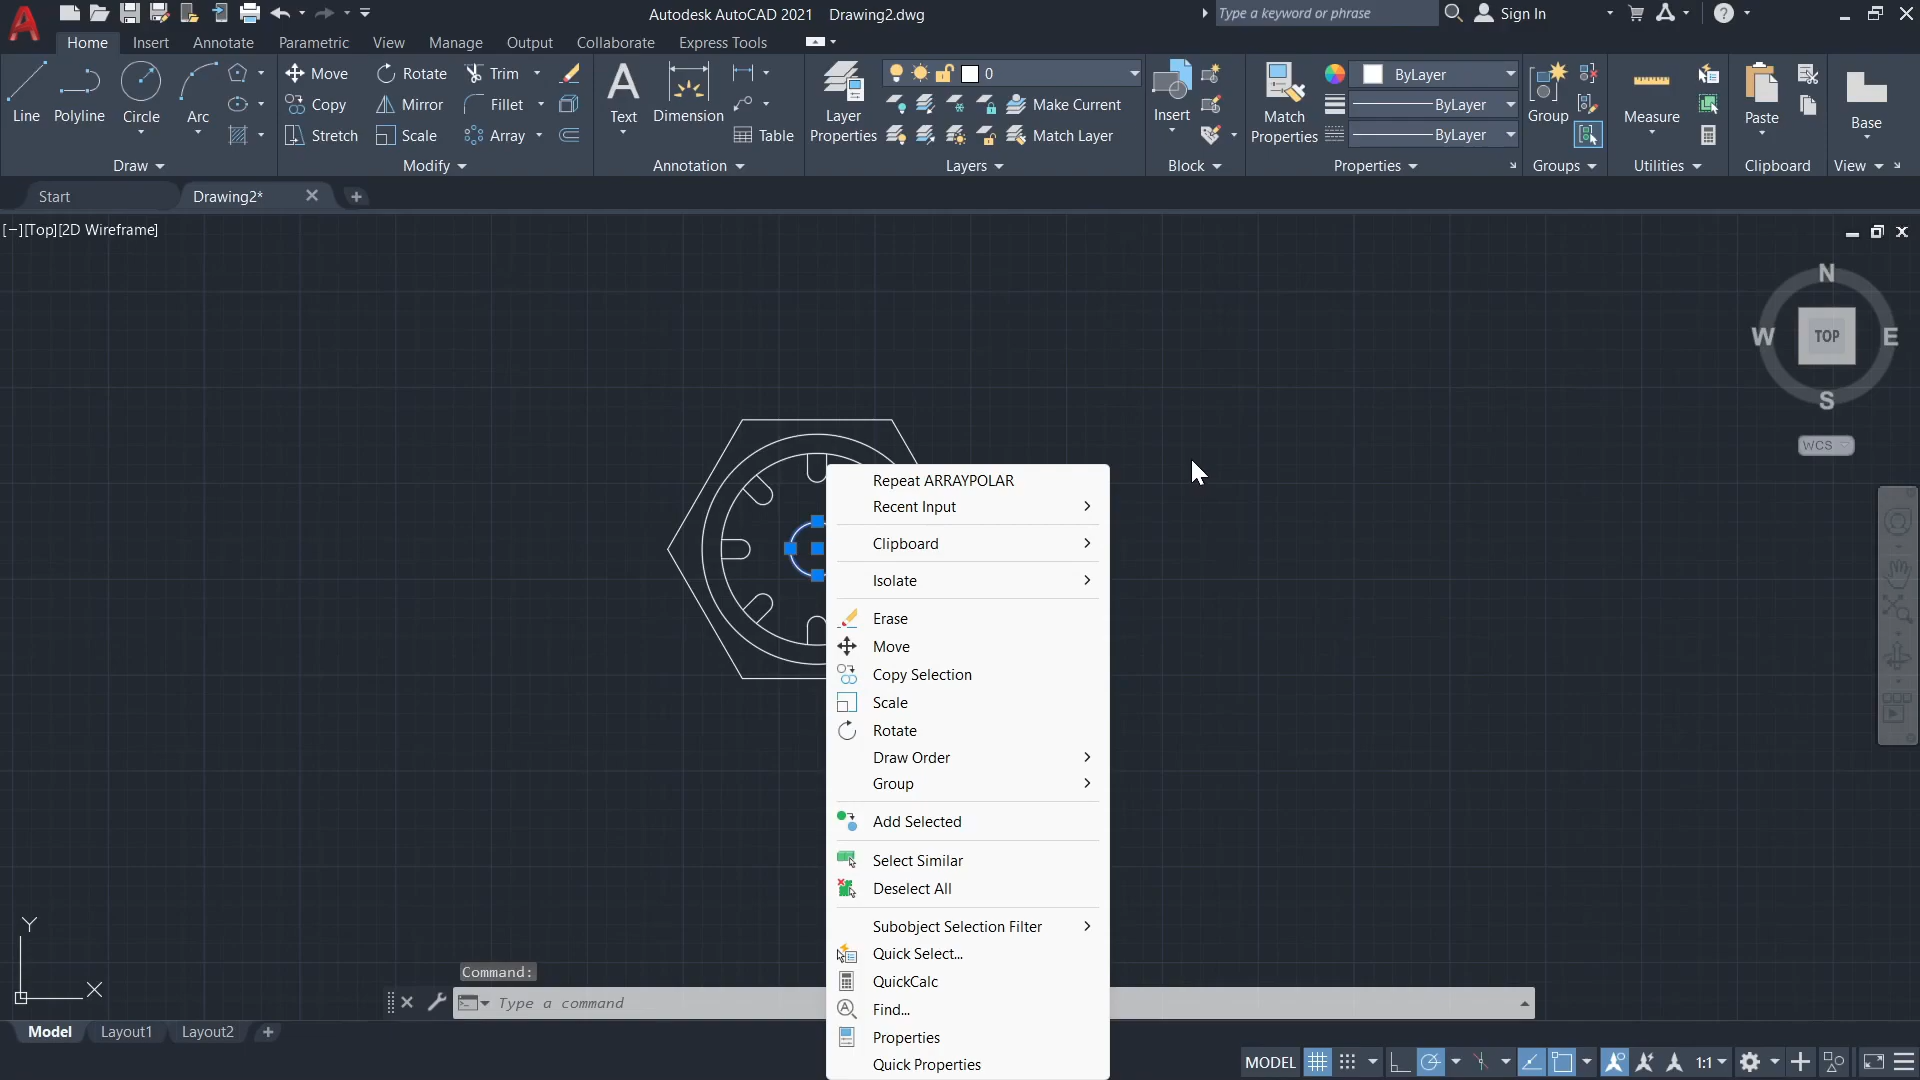 Autodesk AutoCAD 2021 Drawing2.dwg
Type a keyword or phrase
Sign In
Home Insert Annotate Parametric View Manage Output Collaborate Express Tools
Line Polyline Circle Arc
Move Rotate Trim
Copy Mirror Fillet
Stretch Scale Array
Text Dimension
Table
Layer
Properties
0
Make Current
Match Layer
Insert
Match
Properties
ByLayer
ByLayer
ByLayer
Group
Measure
Paste
Base
Draw Modify Annotation Layers Block Properties Groups Utilities Clipboard View
Start Drawing2*
[−][Top][2D Wireframe]
N
W TOP E
S
WCS
Repeat ARRAYPOLAR
Recent Input
Clipboard
Isolate
Erase
Move
Copy Selection
Scale
Rotate
Draw Order
Group
Add Selected
Select Similar
Deselect All
Subobject Selection Filter
Quick Select...
QuickCalc
Find...
Properties
Quick Properties
Y
X
Command:
Type a command
Model Layout1 Layout2
MODEL 1:1